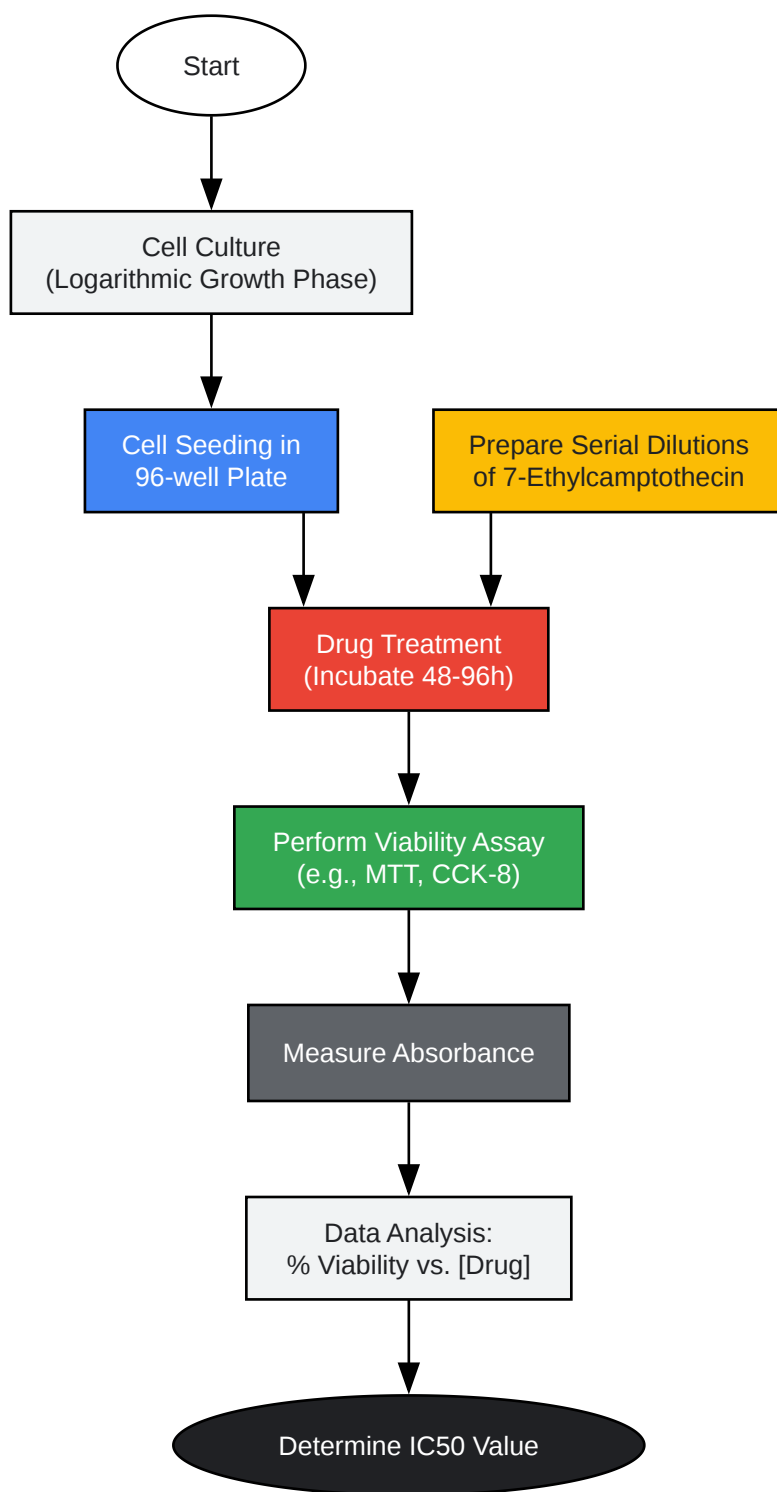 Start
Cell Culture
(Logarithmic Growth Phase)
Cell Seeding in
96-well Plate
Prepare Serial Dilutions
of 7-Ethylcamptothecin
Drug Treatment
(Incubate 48-96h)
Perform Viability Assay
(e.g., MTT, CCK-8)
Measure Absorbance
Data Analysis:
% Viability vs. [Drug]
Determine IC50 Value